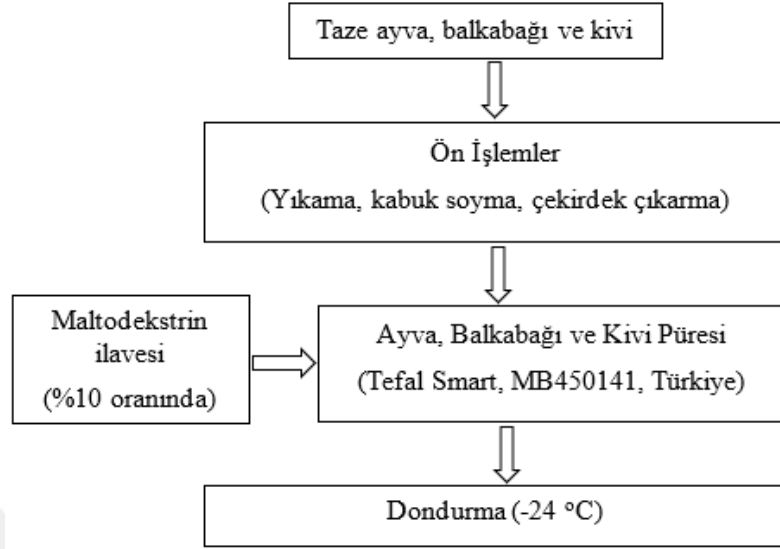 Taze ayva, balkabağı ve kivi
Ön İşlemler
(Yıkama, kabuk soyma, çekirdek çıkarma)
Maltodekstrin
ilavesi
(%10 oranında)
Ayva, Balkabağı ve Kivi Püresi
(Tefal Smart, MB450141, Türkiye)
Dondurma (-24 °C)